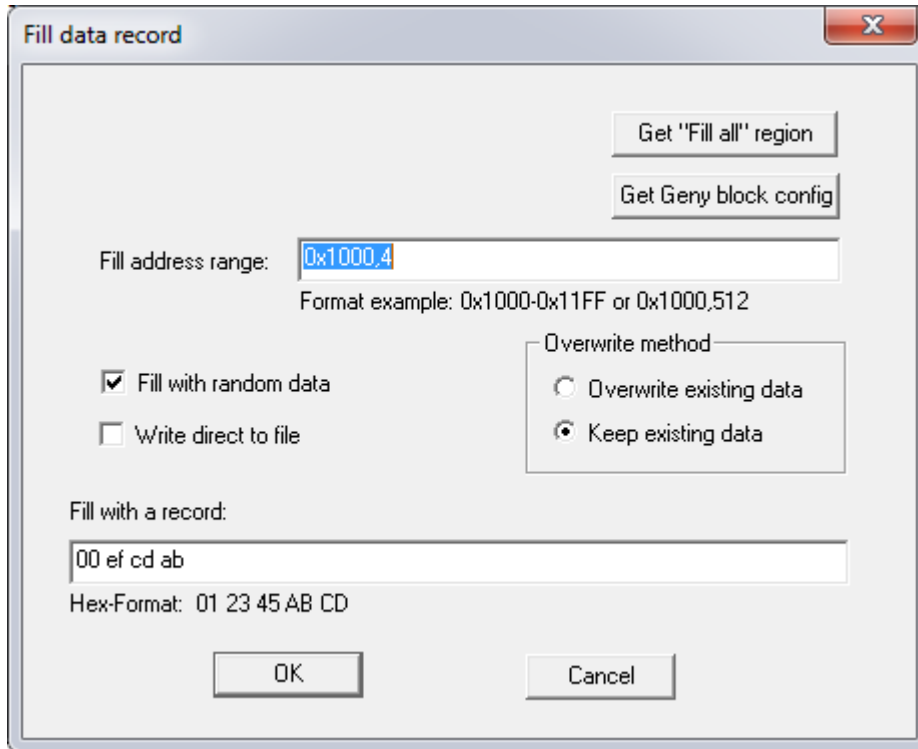 Fill data record
Get "Fill all" region
Get Geny block config
Fill address range: 0x1000,4
Format example: 0x1000-0x11FF or 0x1000,512
Overwrite method
Fill with random data
Overwrite existing data
Write direct to file
Keep existing data
Fill with a record:
00 ef cd ab
Hex-Format: 01 23 45 AB CD
OK
Cancel